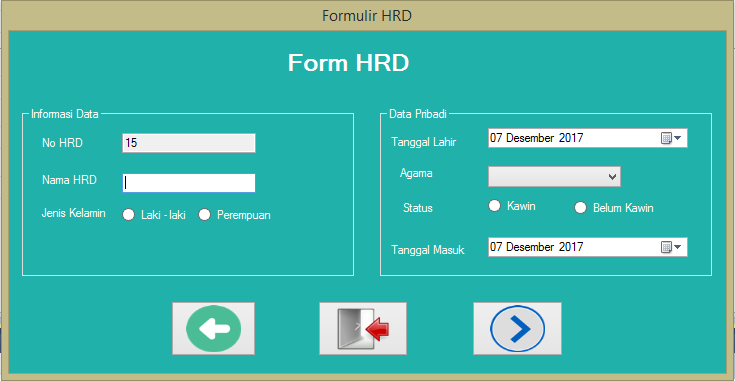 Formulir HRD
Form HRD
Informasi Data
No HRD 15
Nama HRD
Jenis Kelamin Laki - laki Perempuan
Data Pribadi
Tanggal Lahir 07 Desember 2017
Agama
Status Kawin Belum Kawin
Tanggal Masuk 07 Desember 2017